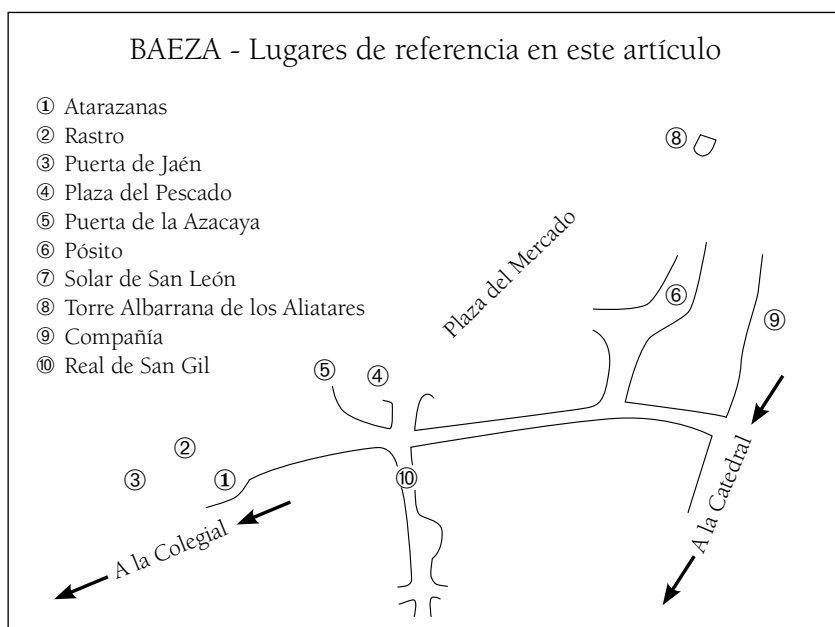 BAEZA - Lugares de referencia en este artículo
① Atarazanas
② Rastro
③ Puerta de Jaén
④ Plaza del Pescado
⑤ Puerta de la Azacaya
⑥ Pósito
⑦ Solar de San León
⑧ Torre Albarrana de los Aliatares
⑨ Compañía
⑩ Real de San Gil
⑧
Plaza del Mercado
⑥
⑨
⑤
④
②
③
①
⑩
A la Colegial
A la Catedral